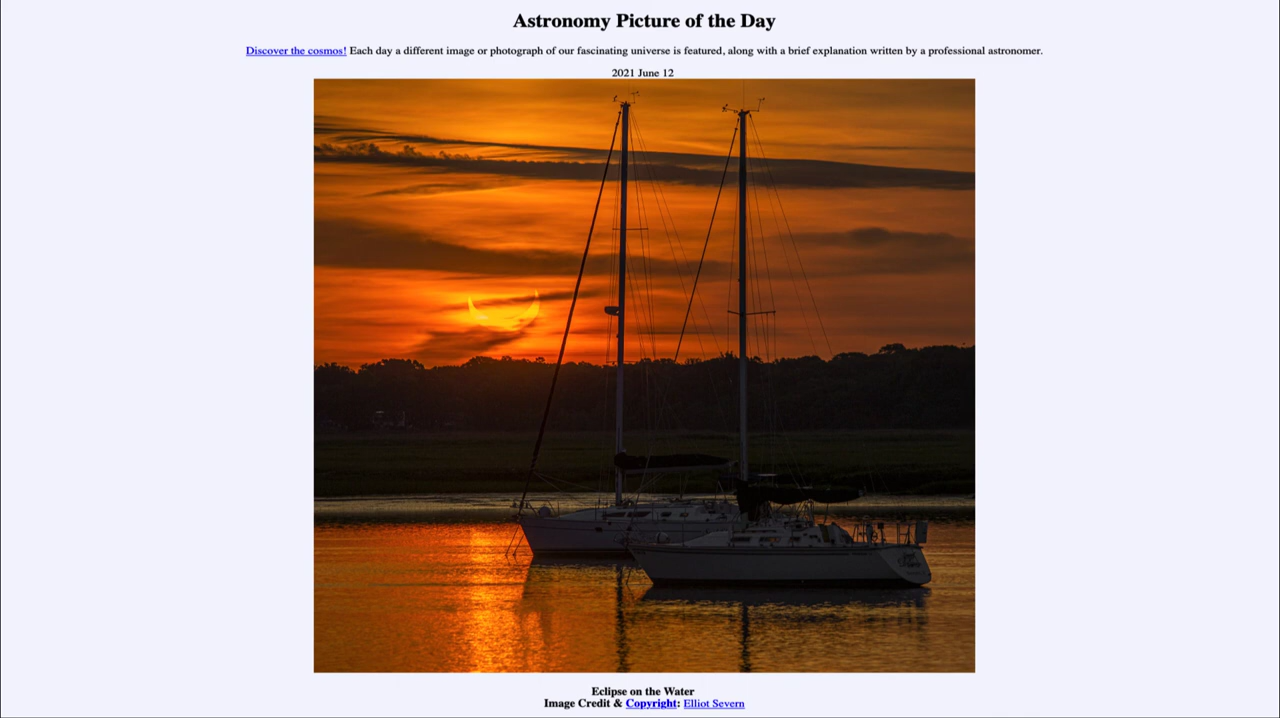 Astronomy Picture of the Day
Discover the cosmos! Each day a different image or photograph of our fascinating universe is featured, along with a brief explanation written by a professional astronomer.
2021 June 12
Eclipse on the Water
Image Credit & Copyright: Elliot Severn